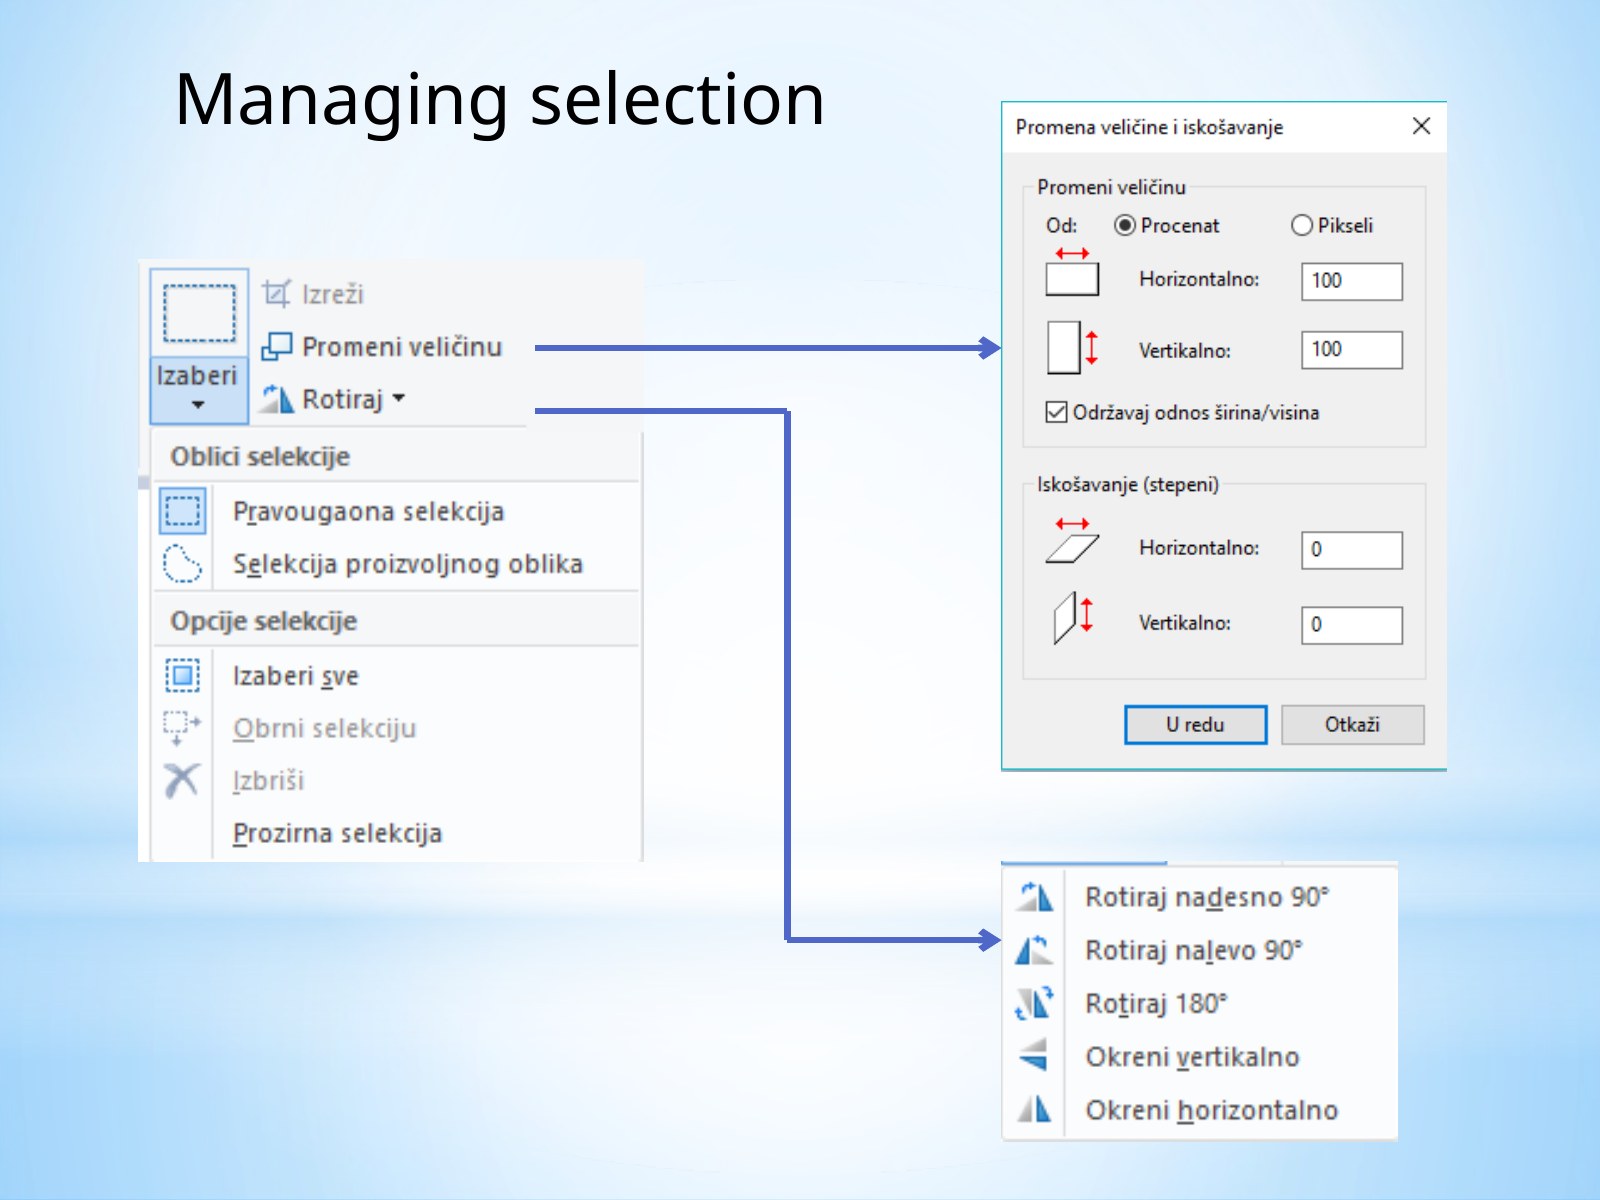 Managing selection
Izreži
Promeni veličinu
Izaberi
Rotiraj
Oblici selekcije
Pravougaona selekcija
Selekcija proizvoljnog oblika
Opcije selekcije
Izaberi sve
Obrni selekciju
Izbriši
Prozirna selekcija
Promena veličine i iskošavanje
Promeni veličinu
Od: Procenat Pikseli
Horizontalno: 100
Vertikalno: 100
Održavaj odnos širina/visina
Iskošavanje (stepeni)
Horizontalno: 0
Vertikalno: 0
U redu Otkaži
Rotiraj nadesno 90°
Rotiraj nalevo 90°
Rotiraj 180°
Okreni vertikalno
Okreni horizontalno